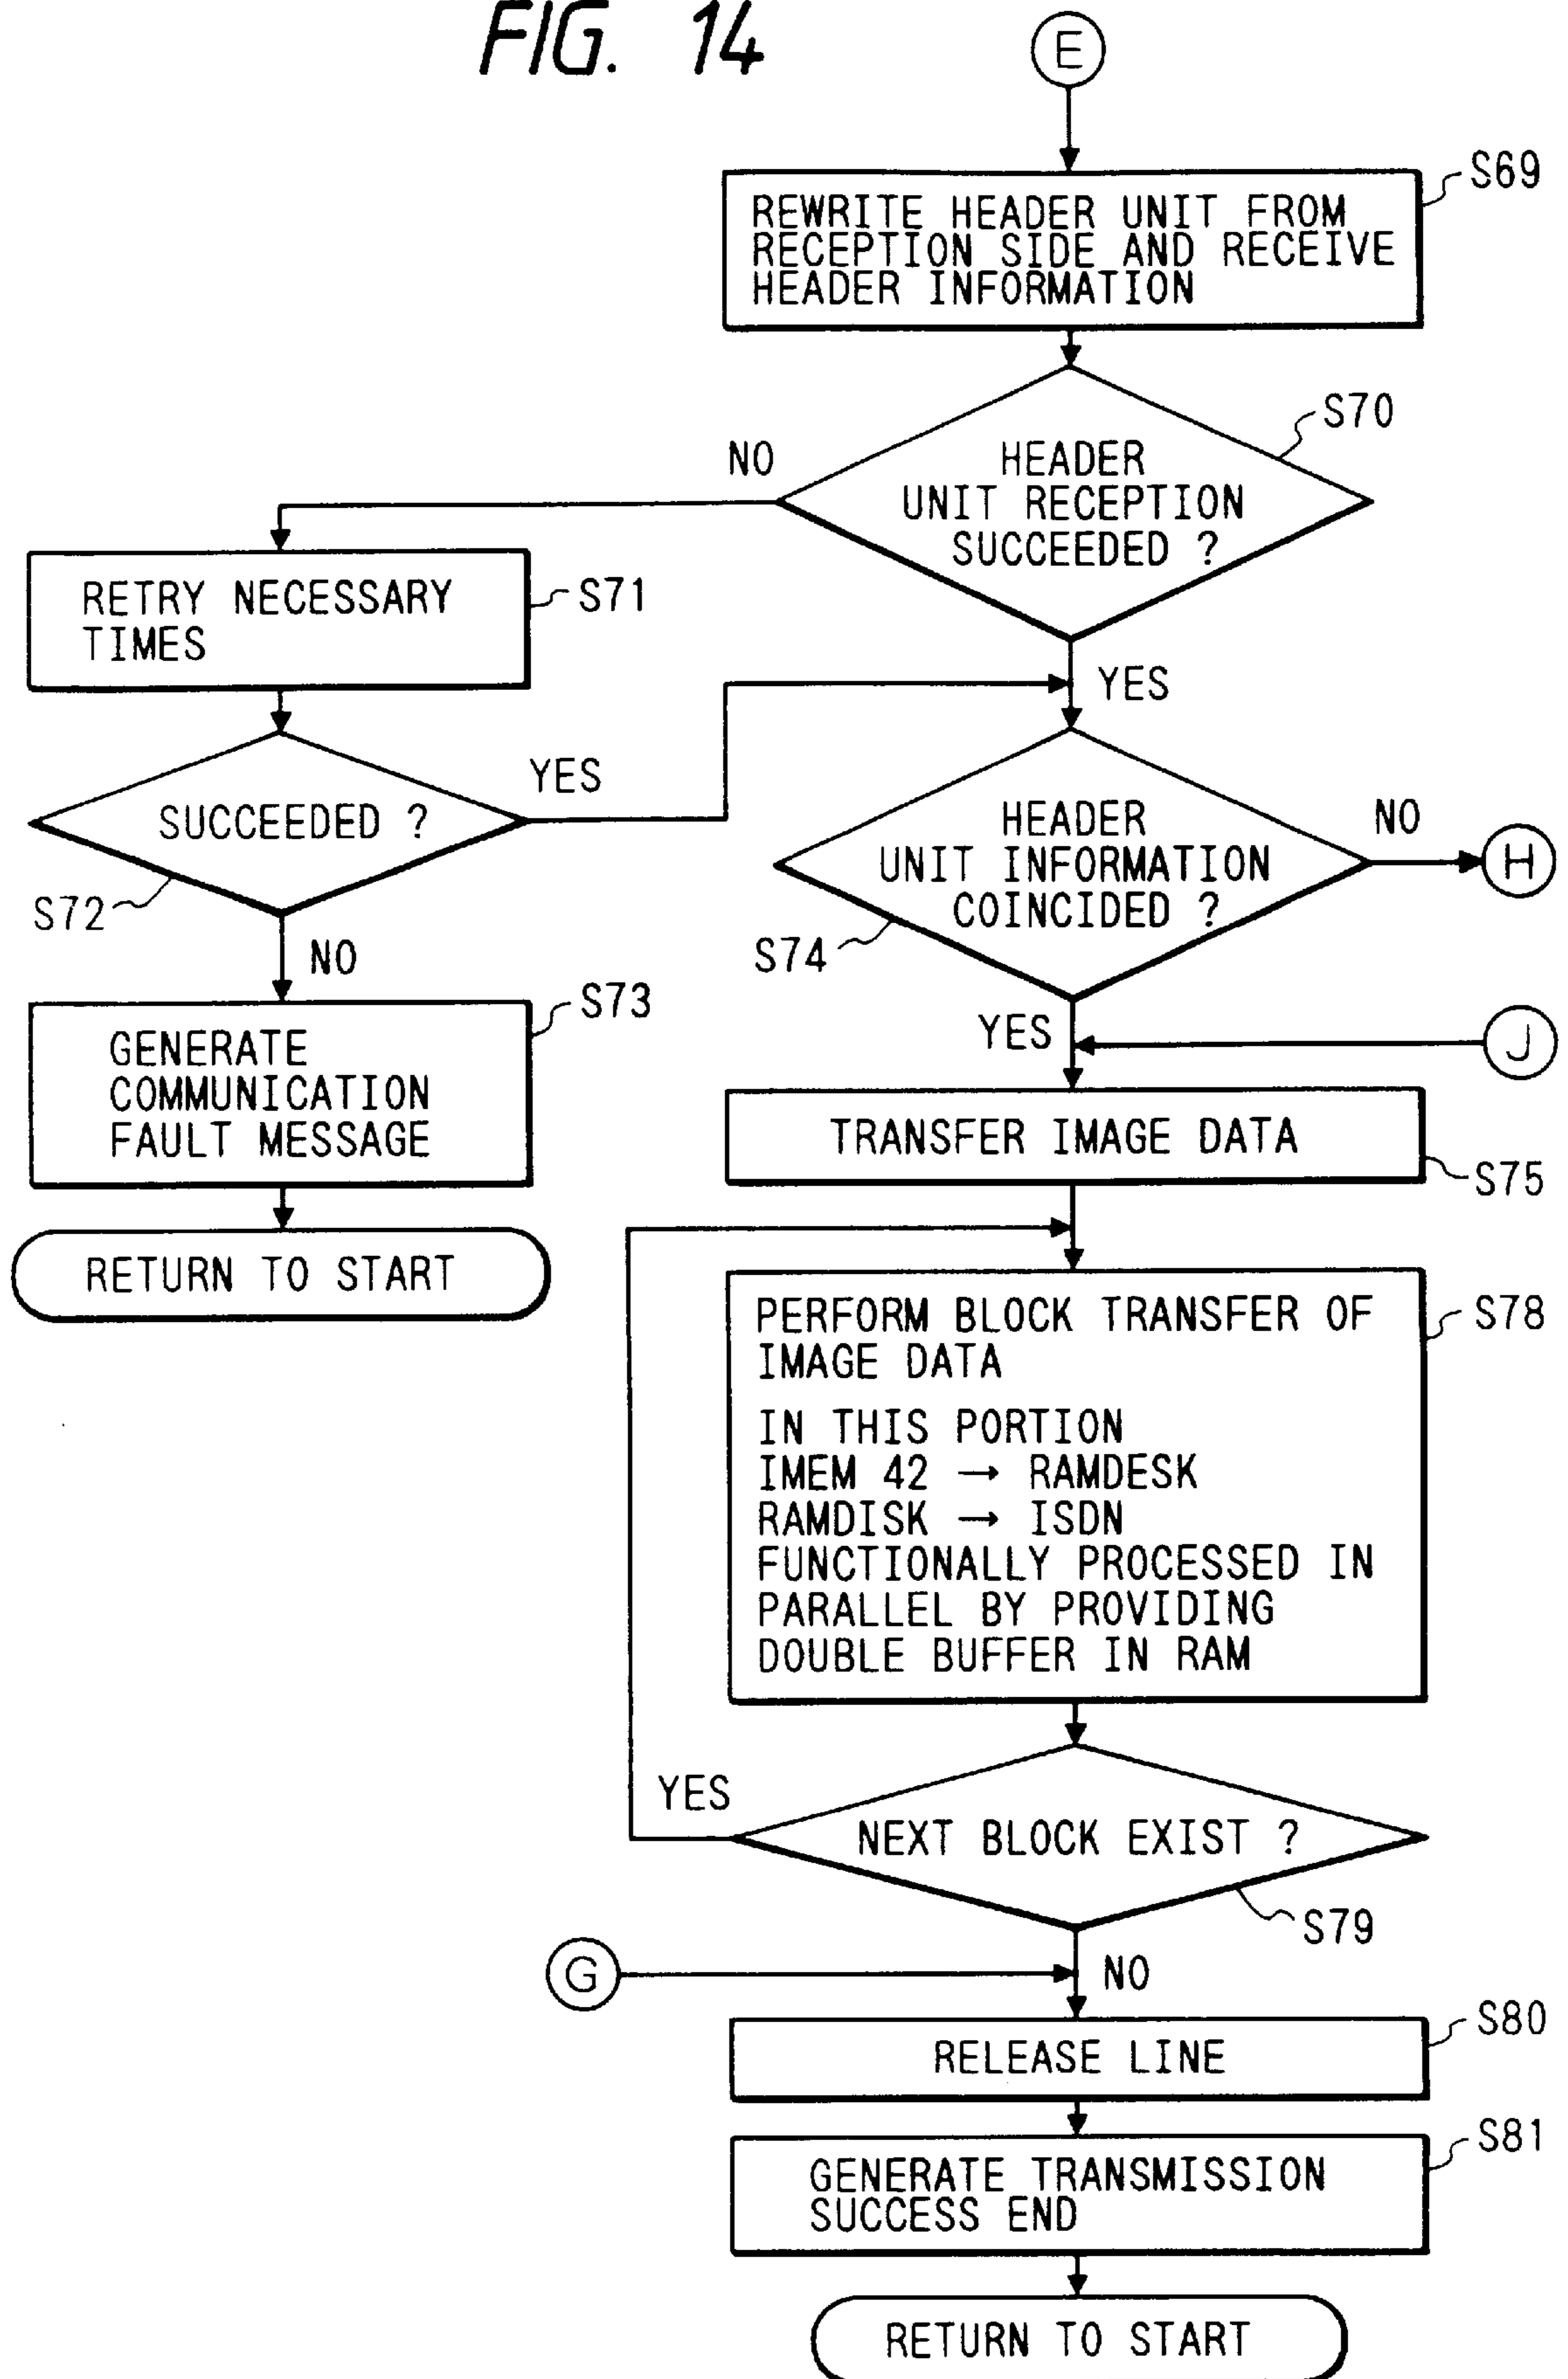 FIG. 14
E
S69
REWRITE HEADER UNIT FROM
RECEPTION SIDE AND RECEIVE
HEADER INFORMATION
S70
NO
HEADER
UNIT RECEPTION
SUCCEEDED ?
RETRY NECESSARY
TIMES
S71
YES
SUCCEEDED ?
YES
S72
NO
HEADER
UNIT INFORMATION
COINCIDED ?
NO
H
S74
GENERATE
COMMUNICATION
FAULT MESSAGE
S73
YES
J
TRANSFER IMAGE DATA
S75
RETURN TO START
PERFORM BLOCK TRANSFER OF
IMAGE DATA
IN THIS PORTION
IMEM 42 → RAMDESK
RAMDISK → ISDN
FUNCTIONALLY PROCESSED IN
PARALLEL BY PROVIDING
DOUBLE BUFFER IN RAM
S78
YES
NEXT BLOCK EXIST ?
S79
G
NO
RELEASE LINE
S80
GENERATE TRANSMISSION
SUCCESS END
S81
RETURN TO START